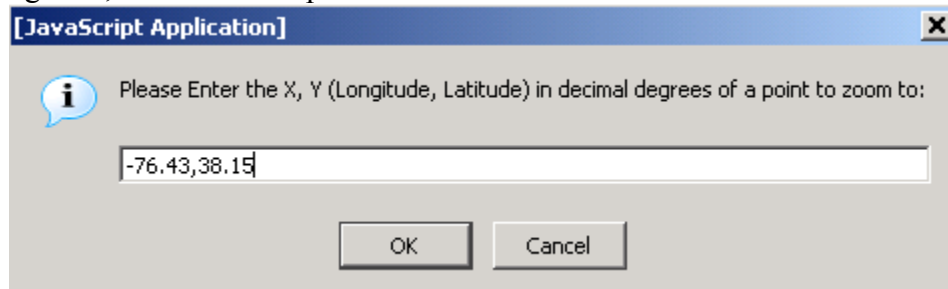 [JavaScript Application]
Please Enter the X, Y (Longitude, Latitude) in decimal degrees of a point to zoom to:
-76.43,38.15
OK Cancel